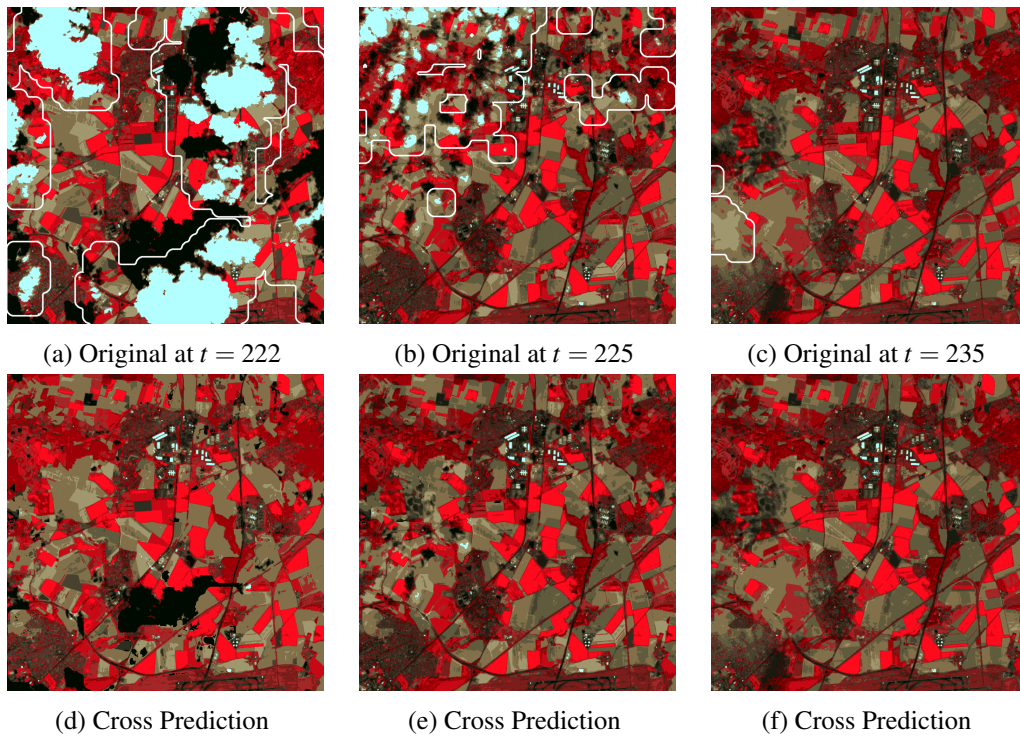 (a) Original at t = 222
(b) Original at t = 225
(c) Original at t = 235
(d) Cross Prediction
(e) Cross Prediction
(f) Cross Prediction